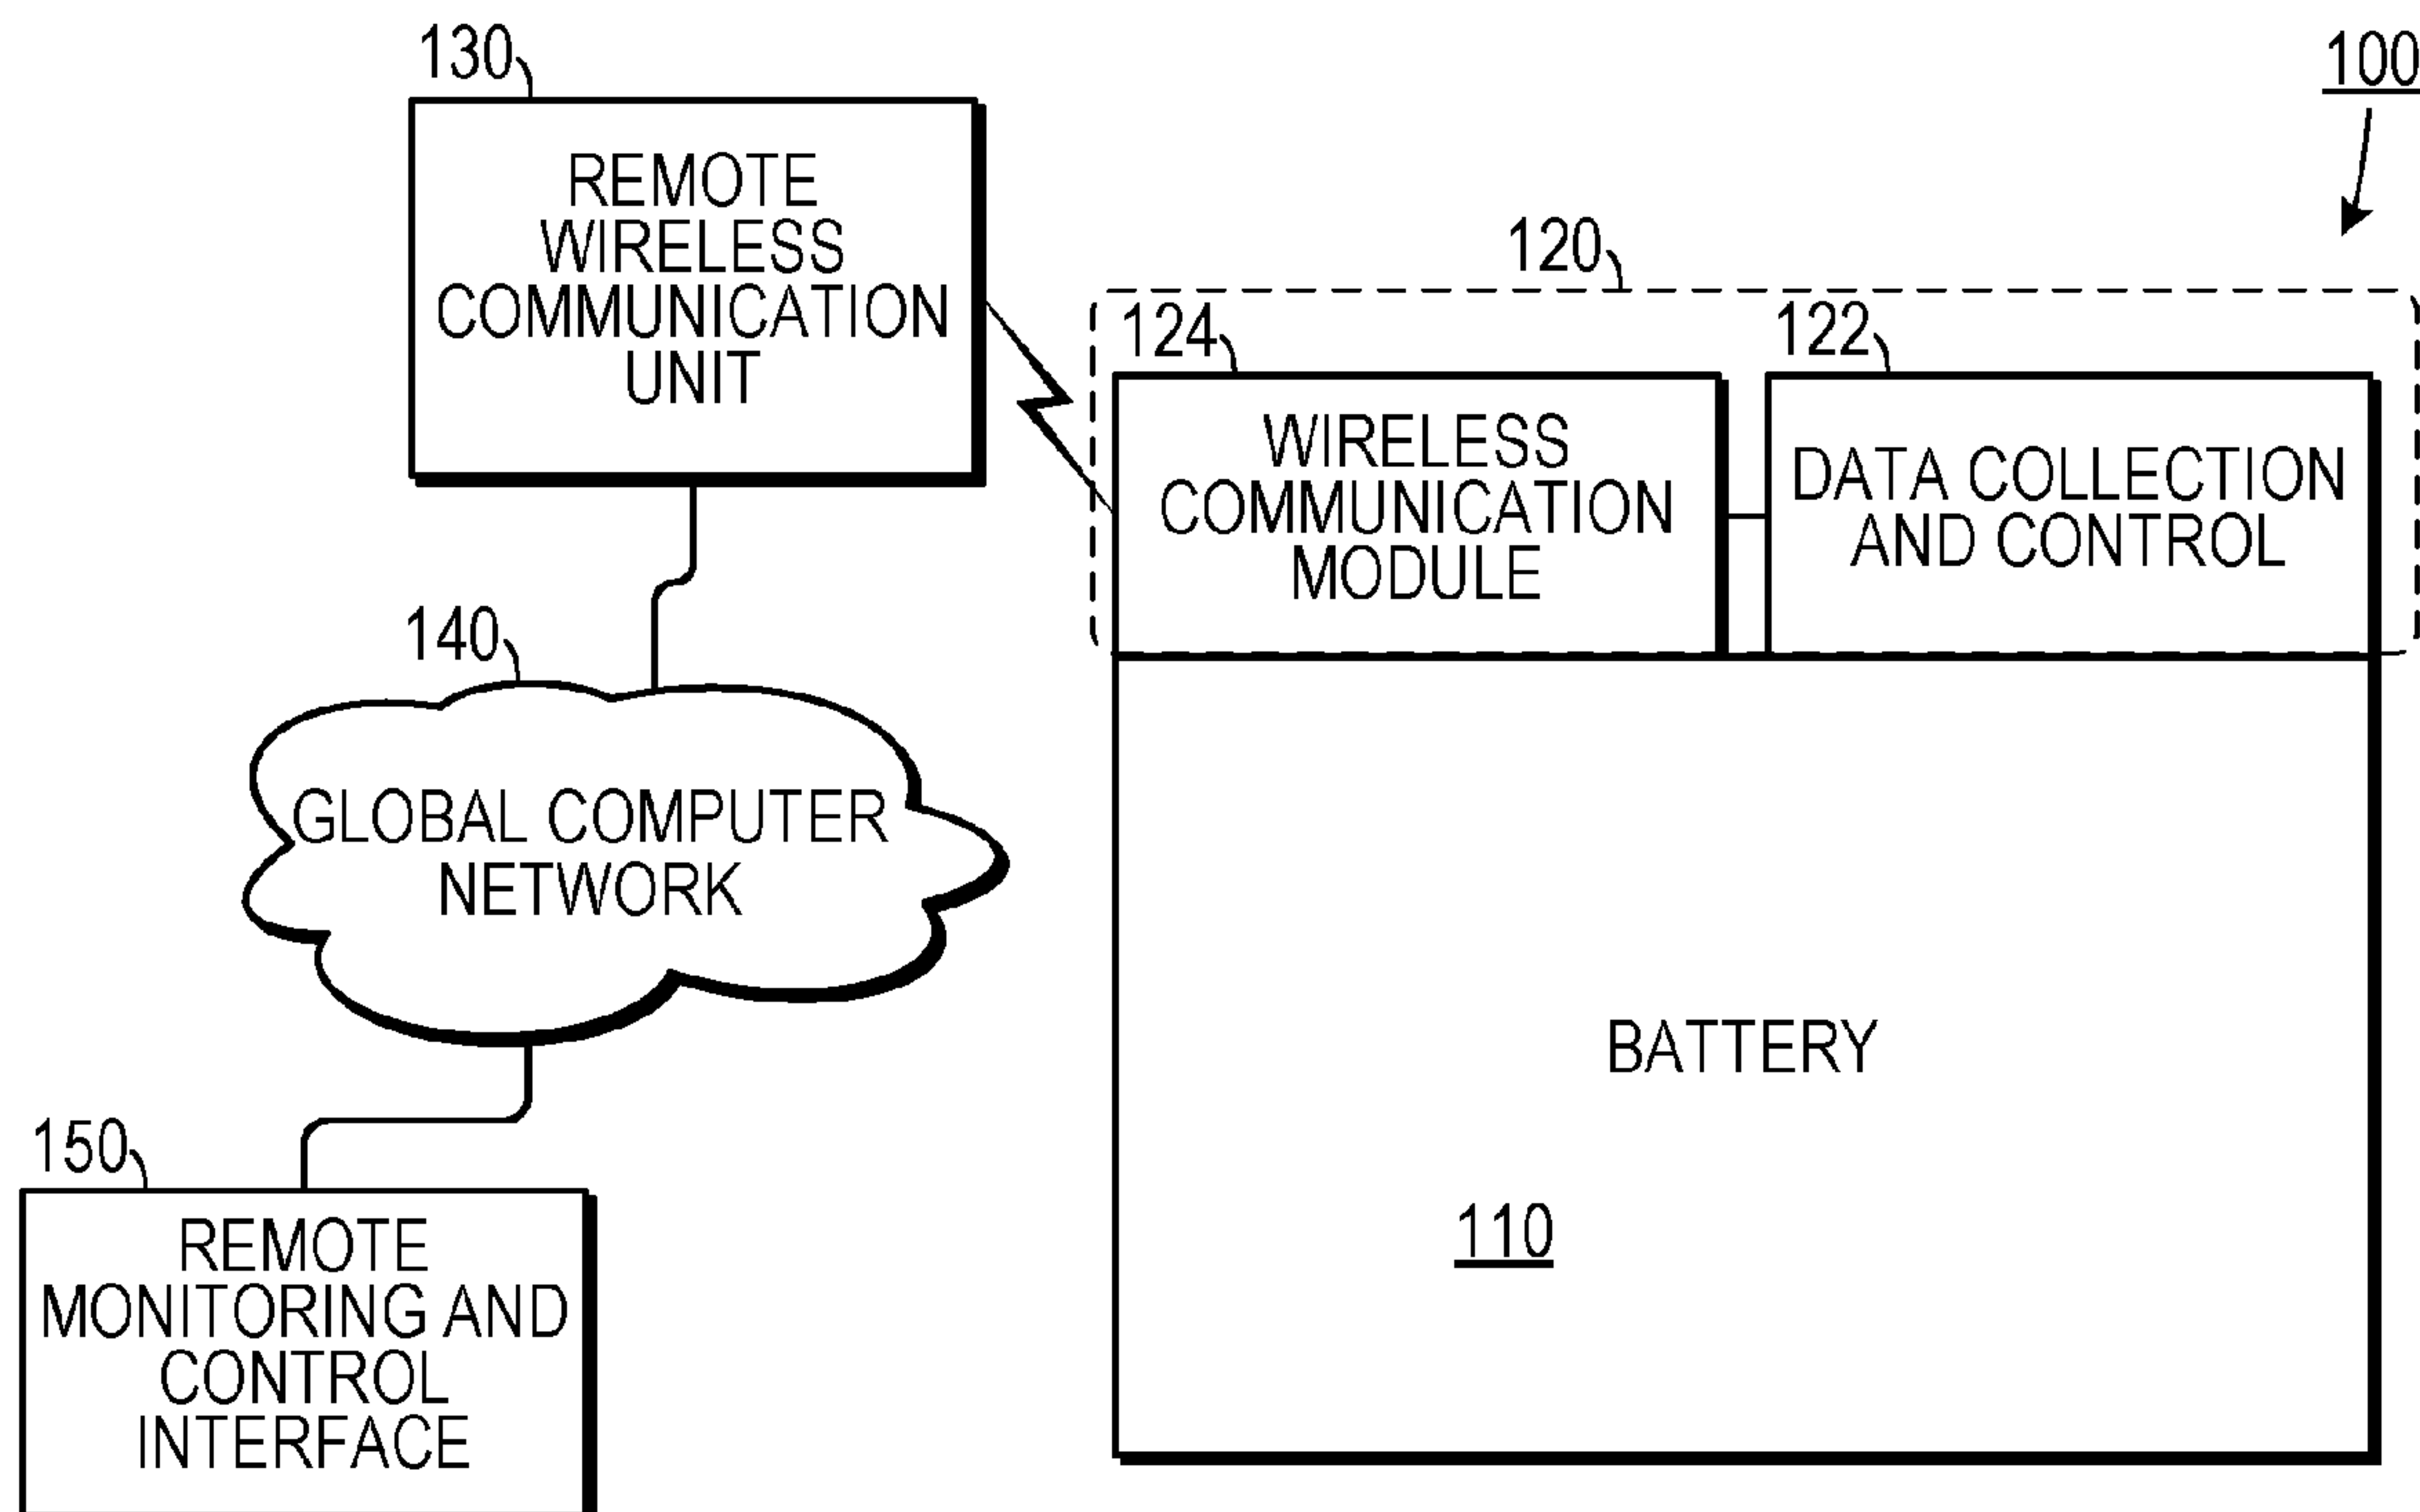 130
REMOTE
WIRELESS
COMMUNICATION
UNIT
100
120
124
WIRELESS
COMMUNICATION
MODULE
122
DATA COLLECTION
AND CONTROL
140
GLOBAL COMPUTER
NETWORK
BATTERY
110
150
REMOTE
MONITORING AND
CONTROL
INTERFACE